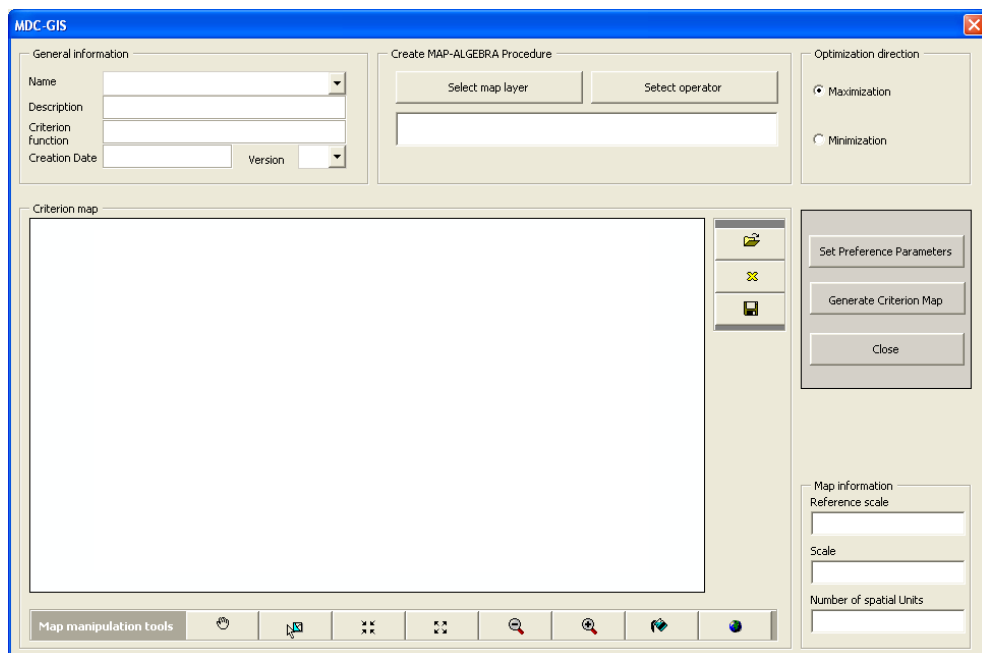 MDC-GIS
General information
Name
Description
Criterion
function
Creation Date
Version
Create MAP-ALGEBRA Procedure
Select map layer
Setect operator
Optimization direction
Maximization
Minimization
Criterion map
Set Preference Parameters
Generate Criterion Map
Close
Map information
Reference scale
Scale
Number of spatial Units
Map manipulation tools